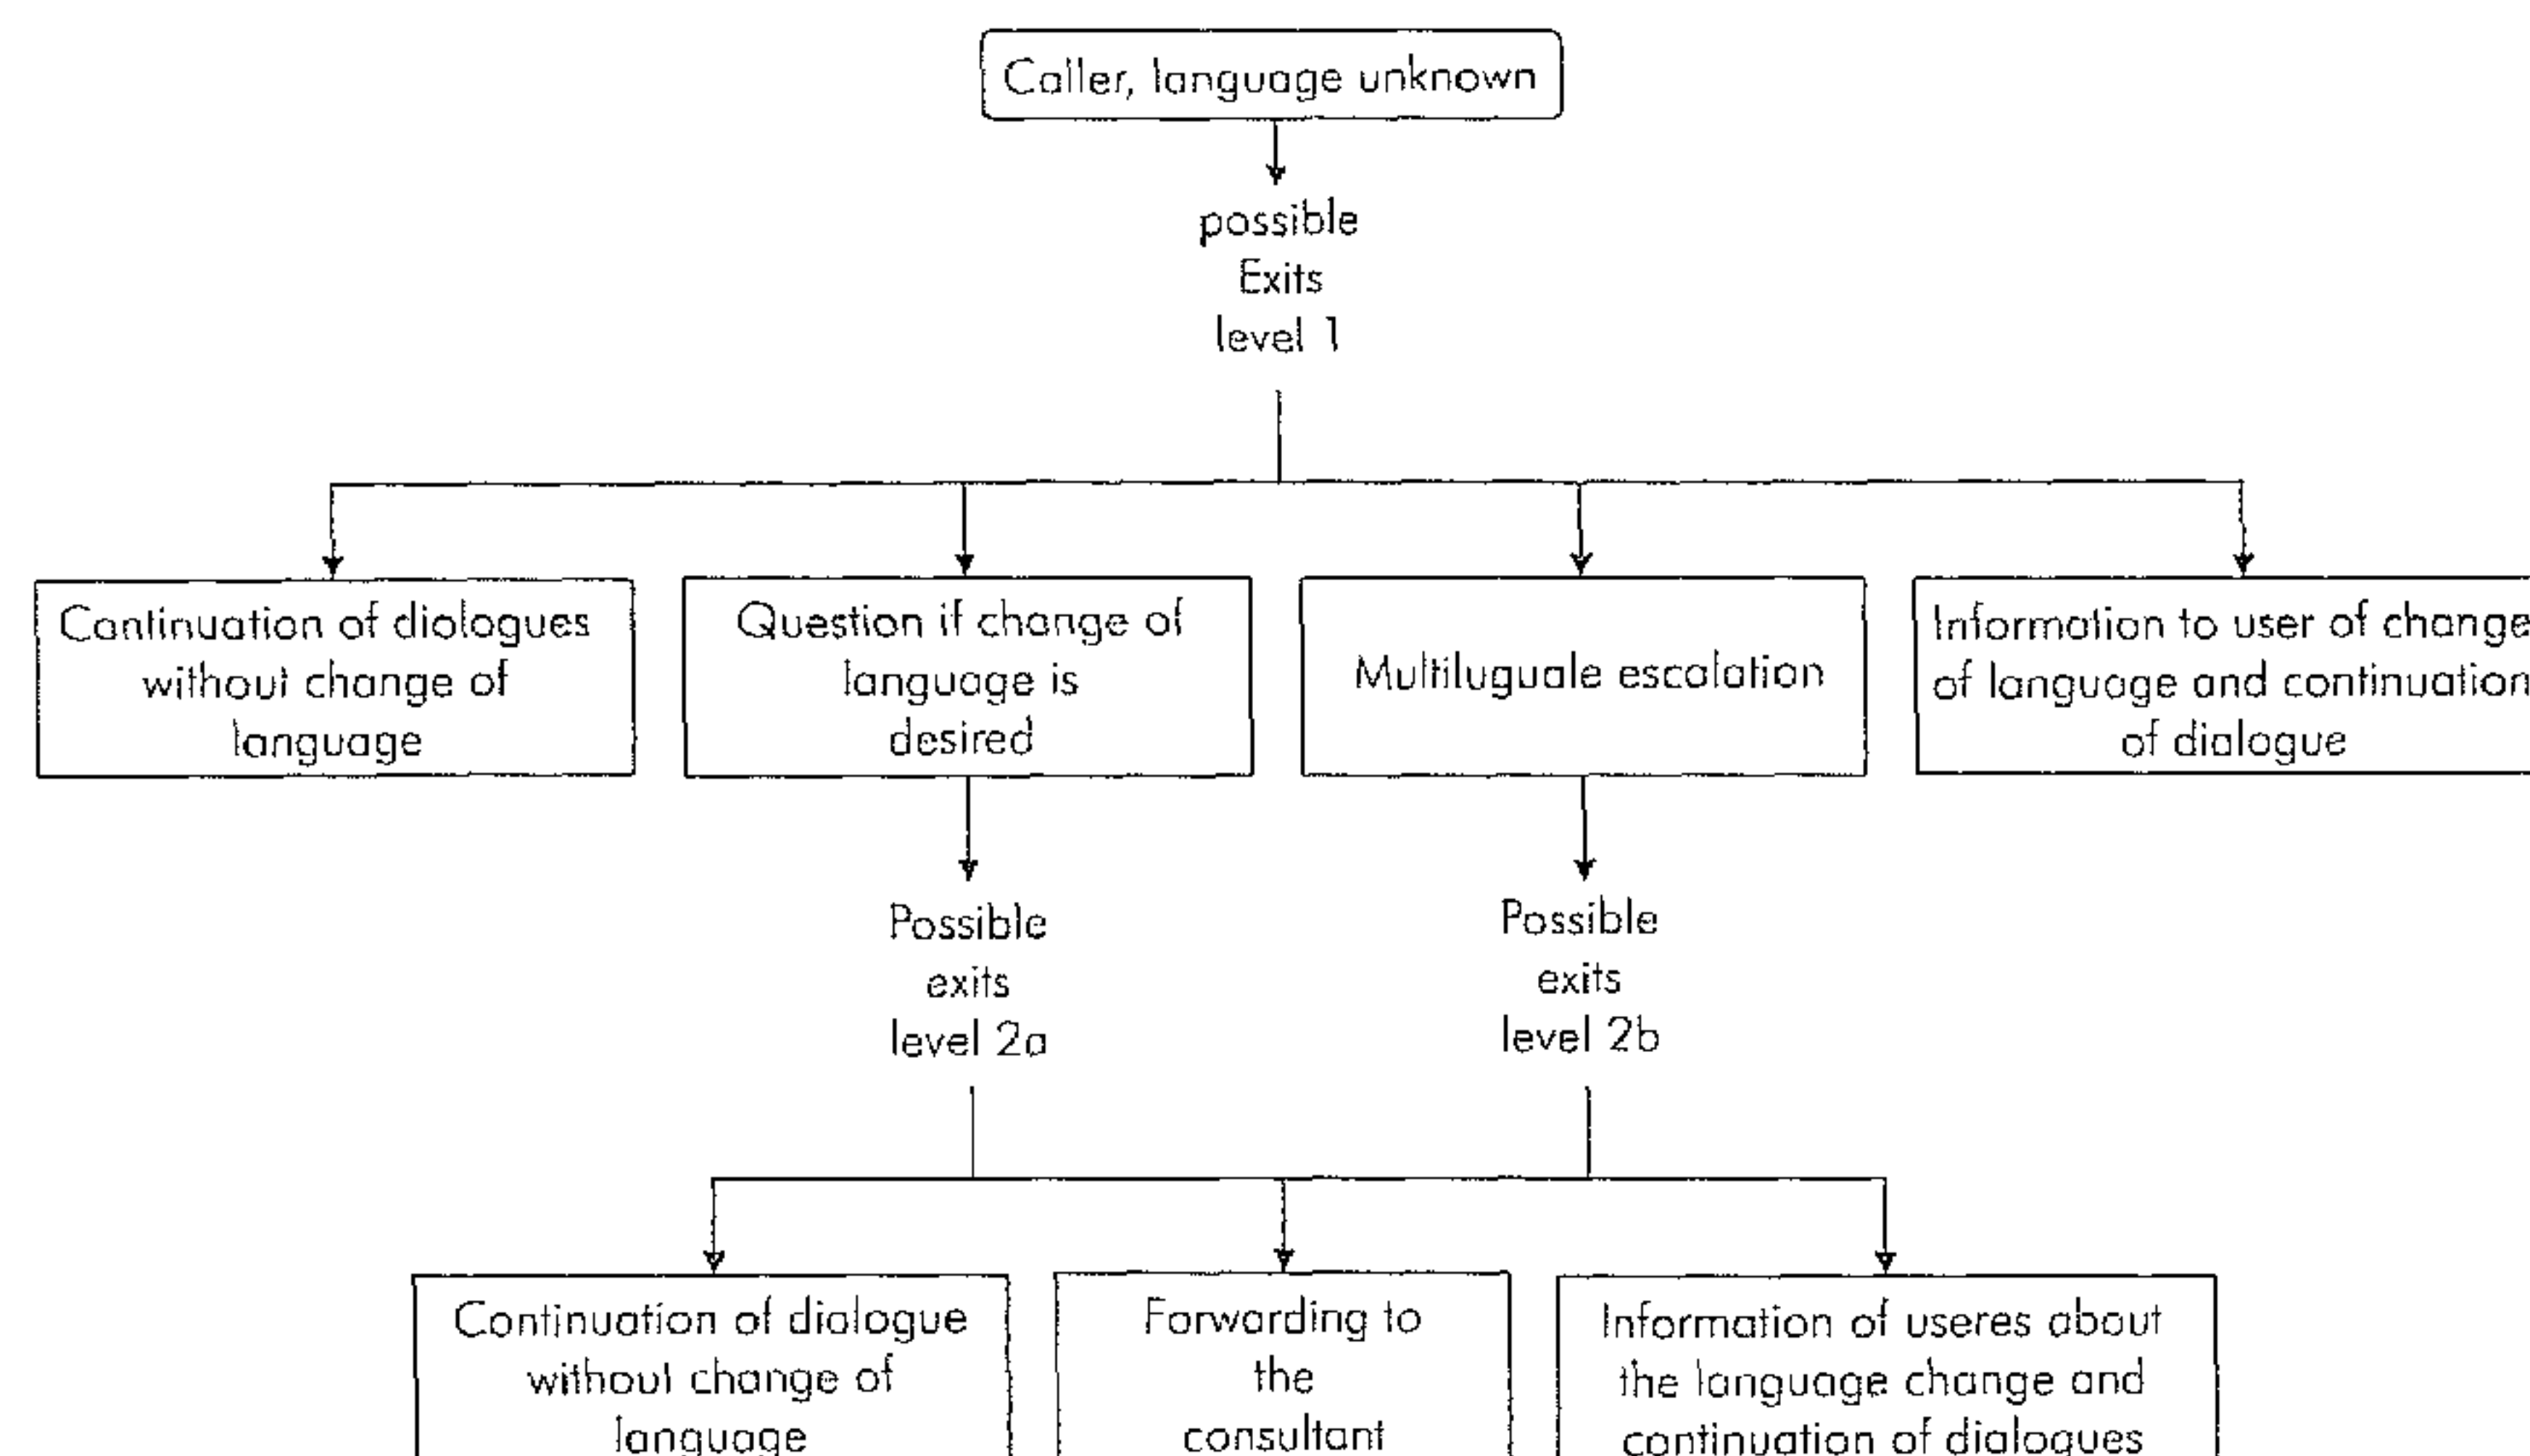 Caller, language unknown
possible
Exits
level 1
Continuation of diologues
without change of
language
Question if change of
language is
desired
Multiluguale escalation
Information to user of change
of language and continuation
of dialogue
Possible
exits
level 2a
Possible
exits
level 2b
Continuation of dialogue
without change of
language
Forwarding to
the
consultant
Information of useres about
the language change and
continuation of dialogues